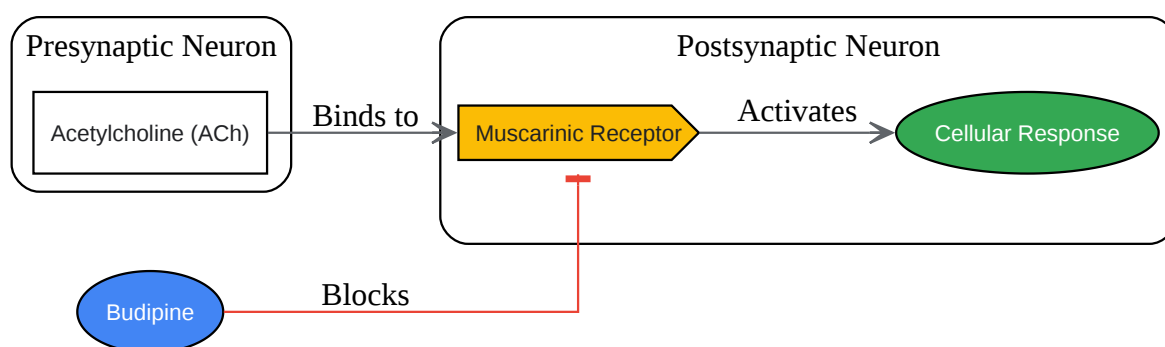 Presynaptic Neuron
Postsynaptic Neuron
Acetylcholine (ACh)
Binds to
Muscarinic Receptor
Activates
Cellular Response
Budipine
Blocks